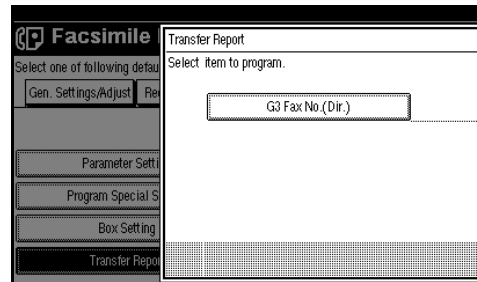 Facsimile
Select one of following defau
Gen. Settings/Adjust Re
Parameter Setti
Program Special S
Box Setting
Transfer Repo
Transfer Report
Select item to program.
G3 Fax No.(Dir.)